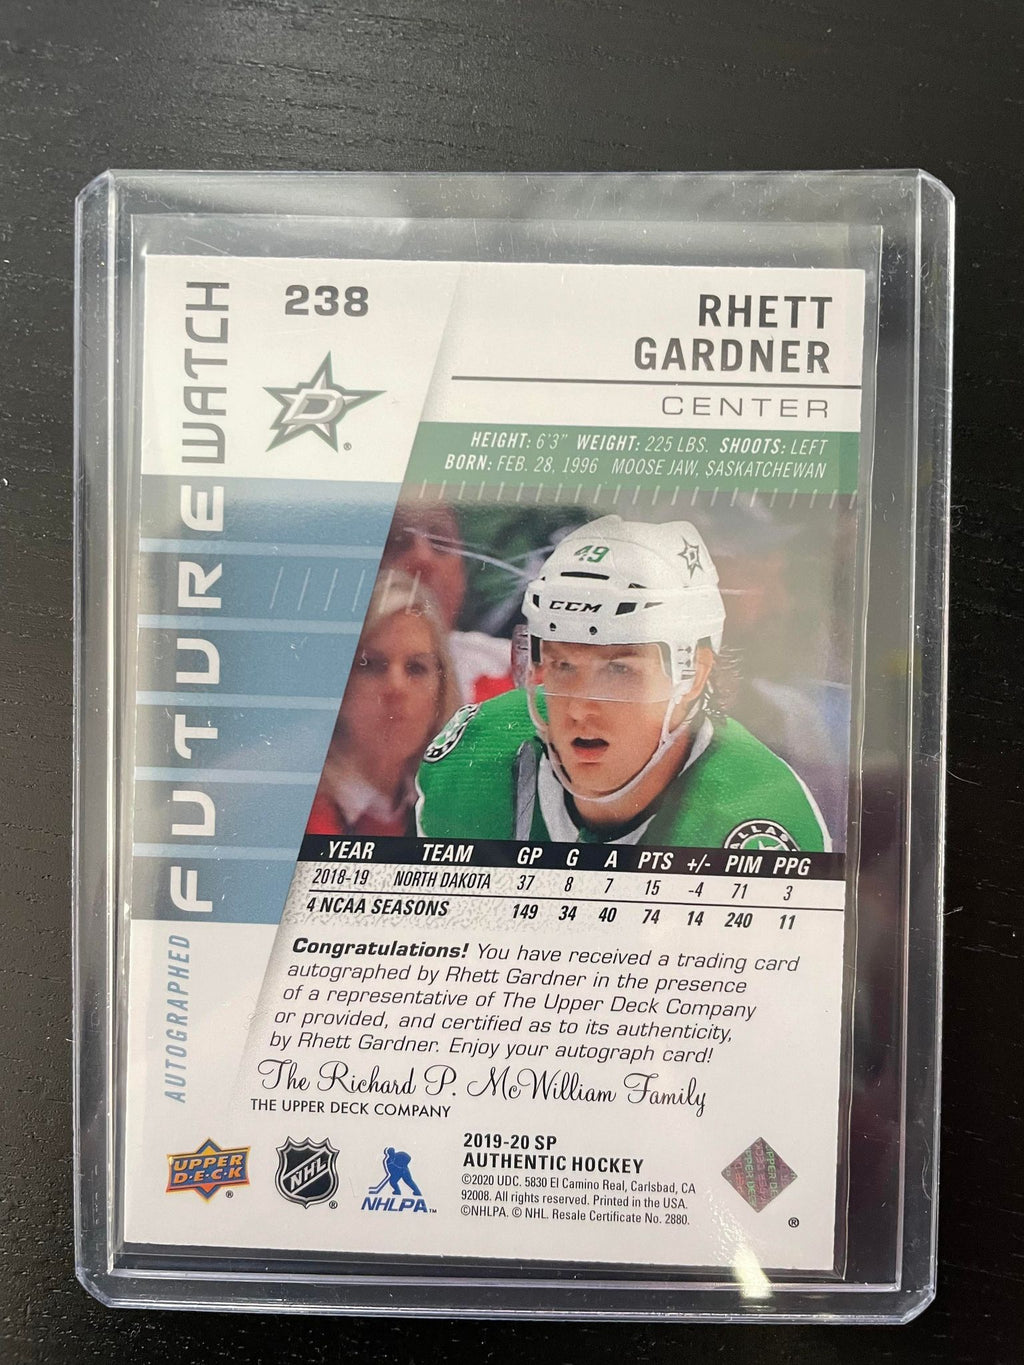 238
RHETT
GARDNER
CENTER
HEIGHT: 6'3" WEIGHT: 225 LBS. SHOOTS: LEFT
BORN: FEB. 28, 1996 MOOSE JAW, SASKATCHEWAN
AUTOGRAPHED FUTURE WATCH
D
®
49
CCM
YEAR TEAM GP G A PTS +/- PIM PPG
2018-19 NORTH DAKOTA 37 8 7 15 -4 71 3
4 NCAA SEASONS 149 34 40 74 14 240 11
Congratulations! You have received a trading card
autographed by Rhett Gardner in the presence
of a representative of The Upper Deck Company
or provided, and certified as to its authenticity,
by Rhett Gardner. Enjoy your autograph card!
The Richard P. McWilliam Family
THE UPPER DECK COMPANY
UPPER
D·E·C·K
®
NHL
®
NHLPA™
2019-20 SP
AUTHENTIC HOCKEY
©2020 UDC. 5830 El Camino Real, Carlsbad, CA
92008. All rights reserved. Printed in the USA.
©NHLPA. © NHL. Resale Certificate No. 2880.
®